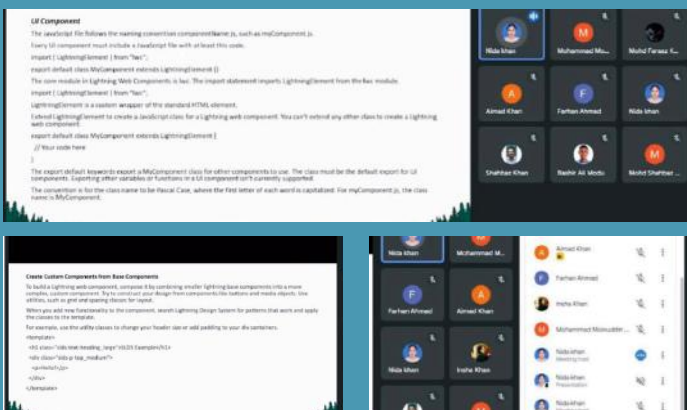 UI Component
The JavaScript file follows the naming convention componentName.js, such as myComponent.js.
Every UI component must include a JavaScript file with at least this code.
import { LightningElement } from "lwc";
export default class MyComponent extends LightningElement {}
The core module in Lightning Web Components is lwc. The import statement imports LightningElement from the lwc module.
import { LightningElement } from "lwc";
LightningElement is a custom wrapper of the standard HTML element.
Extend LightningElement to create a JavaScript class for a Lightning web component. You can't extend any other class to create a Lightning
web component.
export default class MyComponent extends LightningElement {
// Your code here
}
The export default keywords export a MyComponent class for other components to use. The class must be the default export for UI
components. Exporting other variables or functions in a UI component isn't currently supported.
The convention is for the class name to be Pascal Case, where the first letter of each word is capitalized. For myComponent.js, the class
name is MyComponent.
Nida khan
Mohammad Mo...
Mohd Faraaz K...
Aimad Khan
Farhan Ahmed
Nida khan
Shahbaz Khan
Bashir Ali Modu
Mohd Shahbaz ...
Create Custom Components from Base Components
To build a Lightning web component, compose it by combining smaller lightning base components into a more
complex, custom component. Try to construct your design from components like buttons and media objects. Use
utilities, such as grid and spacing classes for layout.
When you add new functionality to the component, search Lightning Design System for patterns that work and apply
the classes to the template.
For example, use the utility classes to change your header size or add padding to your div containers.
<template>
<h1 class="slds-text-heading_large">SLDS Example</h1>
<div class="slds-p-top_medium">
<p>Hello!</p>
</div>
</template>
Nida khan
Mohammad M...
Farhan Ahmed
Aimad Khan
Nida khan
Insha Khan
Aimad Khan
Farhan Ahmed
Insha Khan
Mohammad Moinudder...
Nida khan
Meeting host
Nida khan
Presentation
Nida khan